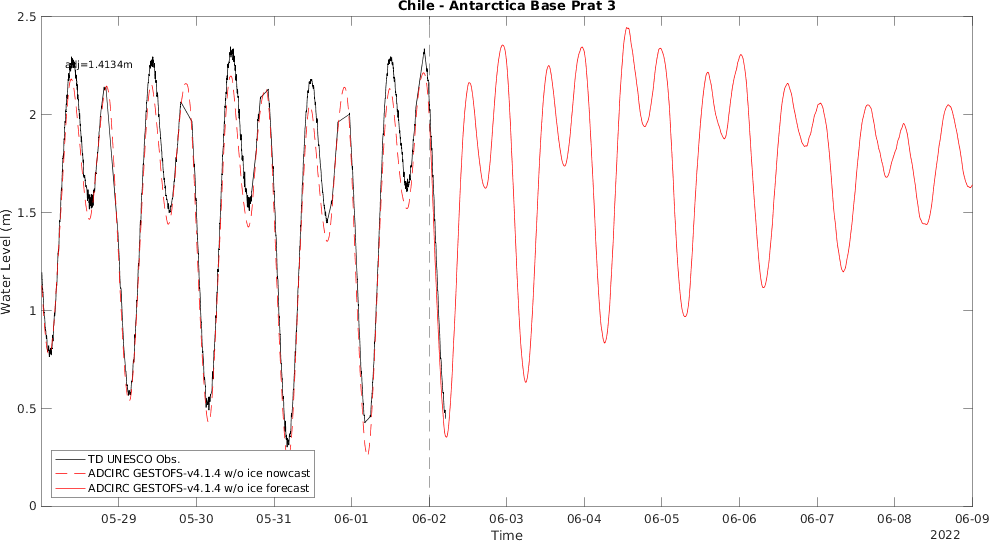 Chile - Antarctica Base Prat 3
2.5
adj=1.4134m
2
1.5
Water Level (m)
1
0.5
TD UNESCO Obs.
ADCIRC GESTOFS-v4.1.4 w/o ice nowcast
ADCIRC GESTOFS-v4.1.4 w/o ice forecast
0
05-29 05-30 05-31 06-01 06-02 06-03 06-04 06-05 06-06 06-07 06-08 06-09
Time
2022